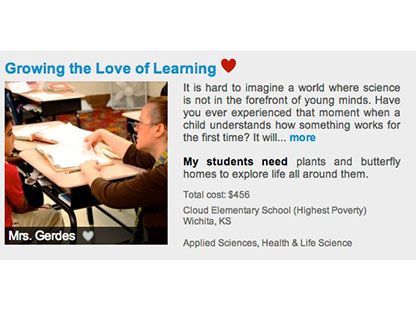 Growing the Love of Learning
It is hard to imagine a world where science
is not in the forefront of young minds. Have
you ever experienced that moment when a
child understands how something works for
the first time? It will... more
My students need plants and butterfly
homes to explore life all around them.
Total cost: $456
Cloud Elementary School (Highest Poverty)
Wichita, KS
Applied Sciences, Health & Life Science
Mrs. Gerdes